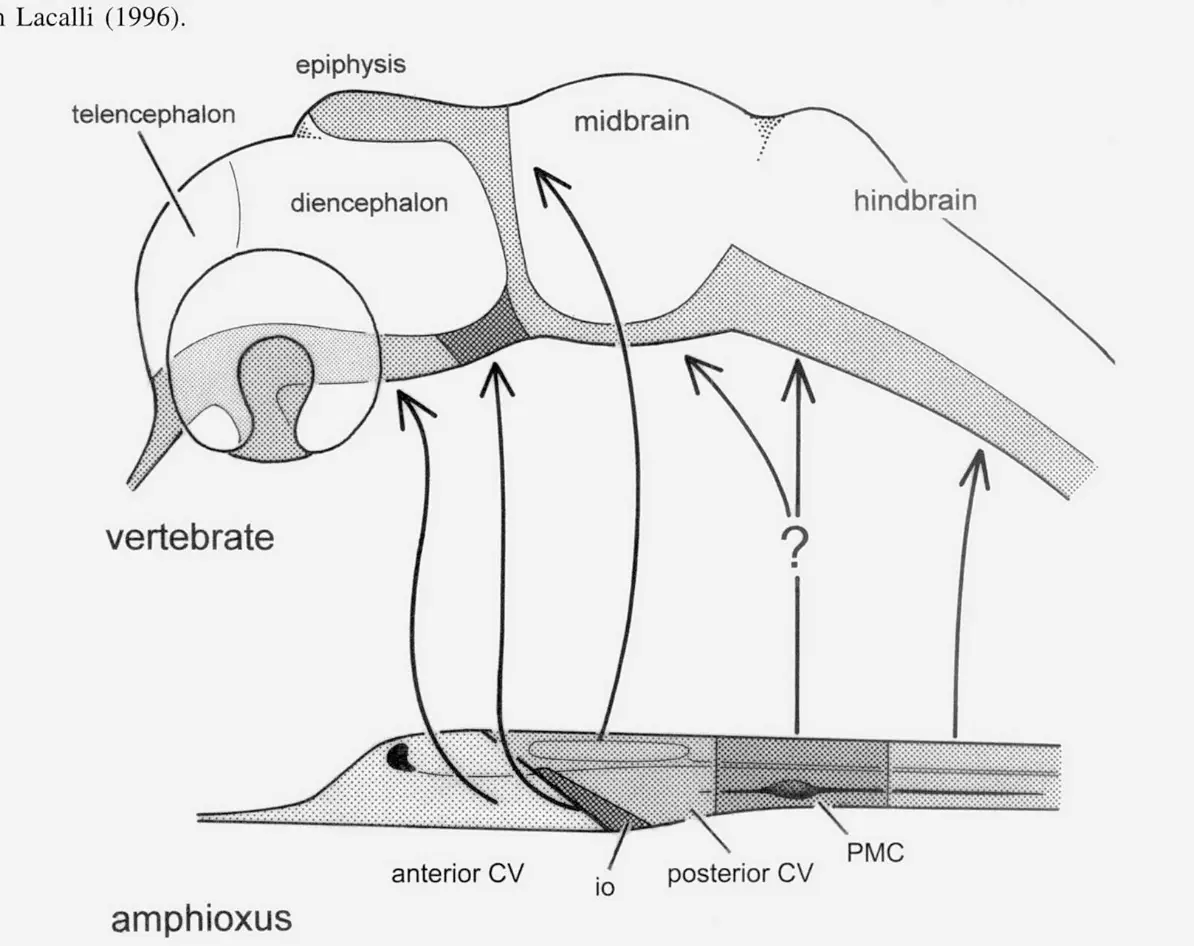 n Lacalli (1996).
epiphysis
telencephalon
midbrain
diencephalon
hindbrain
vertebrate
?
PMC
anterior CV
posterior CV
io
amphioxus